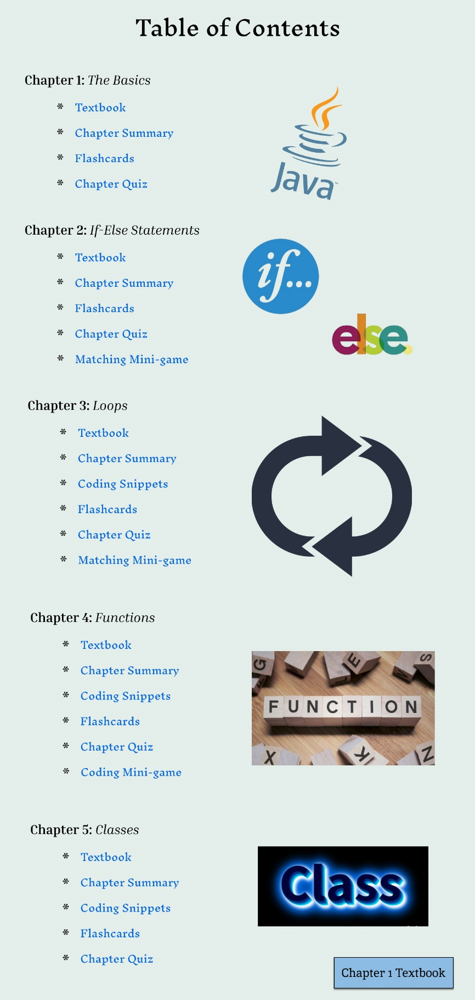 Table of Contents
Chapter 1: The Basics
Textbook
Chapter Summary
Flashcards
Chapter Quiz
Java™
Chapter 2: If-Else Statements
Textbook
Chapter Summary
Flashcards
Chapter Quiz
Matching Mini-game
if...
else.
Chapter 3: Loops
Textbook
Chapter Summary
Coding Snippets
Flashcards
Chapter Quiz
Matching Mini-game
Chapter 4: Functions
Textbook
Chapter Summary
Coding Snippets
Flashcards
Chapter Quiz
Coding Mini-game
G E S
L
FUNCTION
X K Z
Chapter 5: Classes
Textbook
Chapter Summary
Coding Snippets
Flashcards
Chapter Quiz
Class
Chapter 1 Textbook